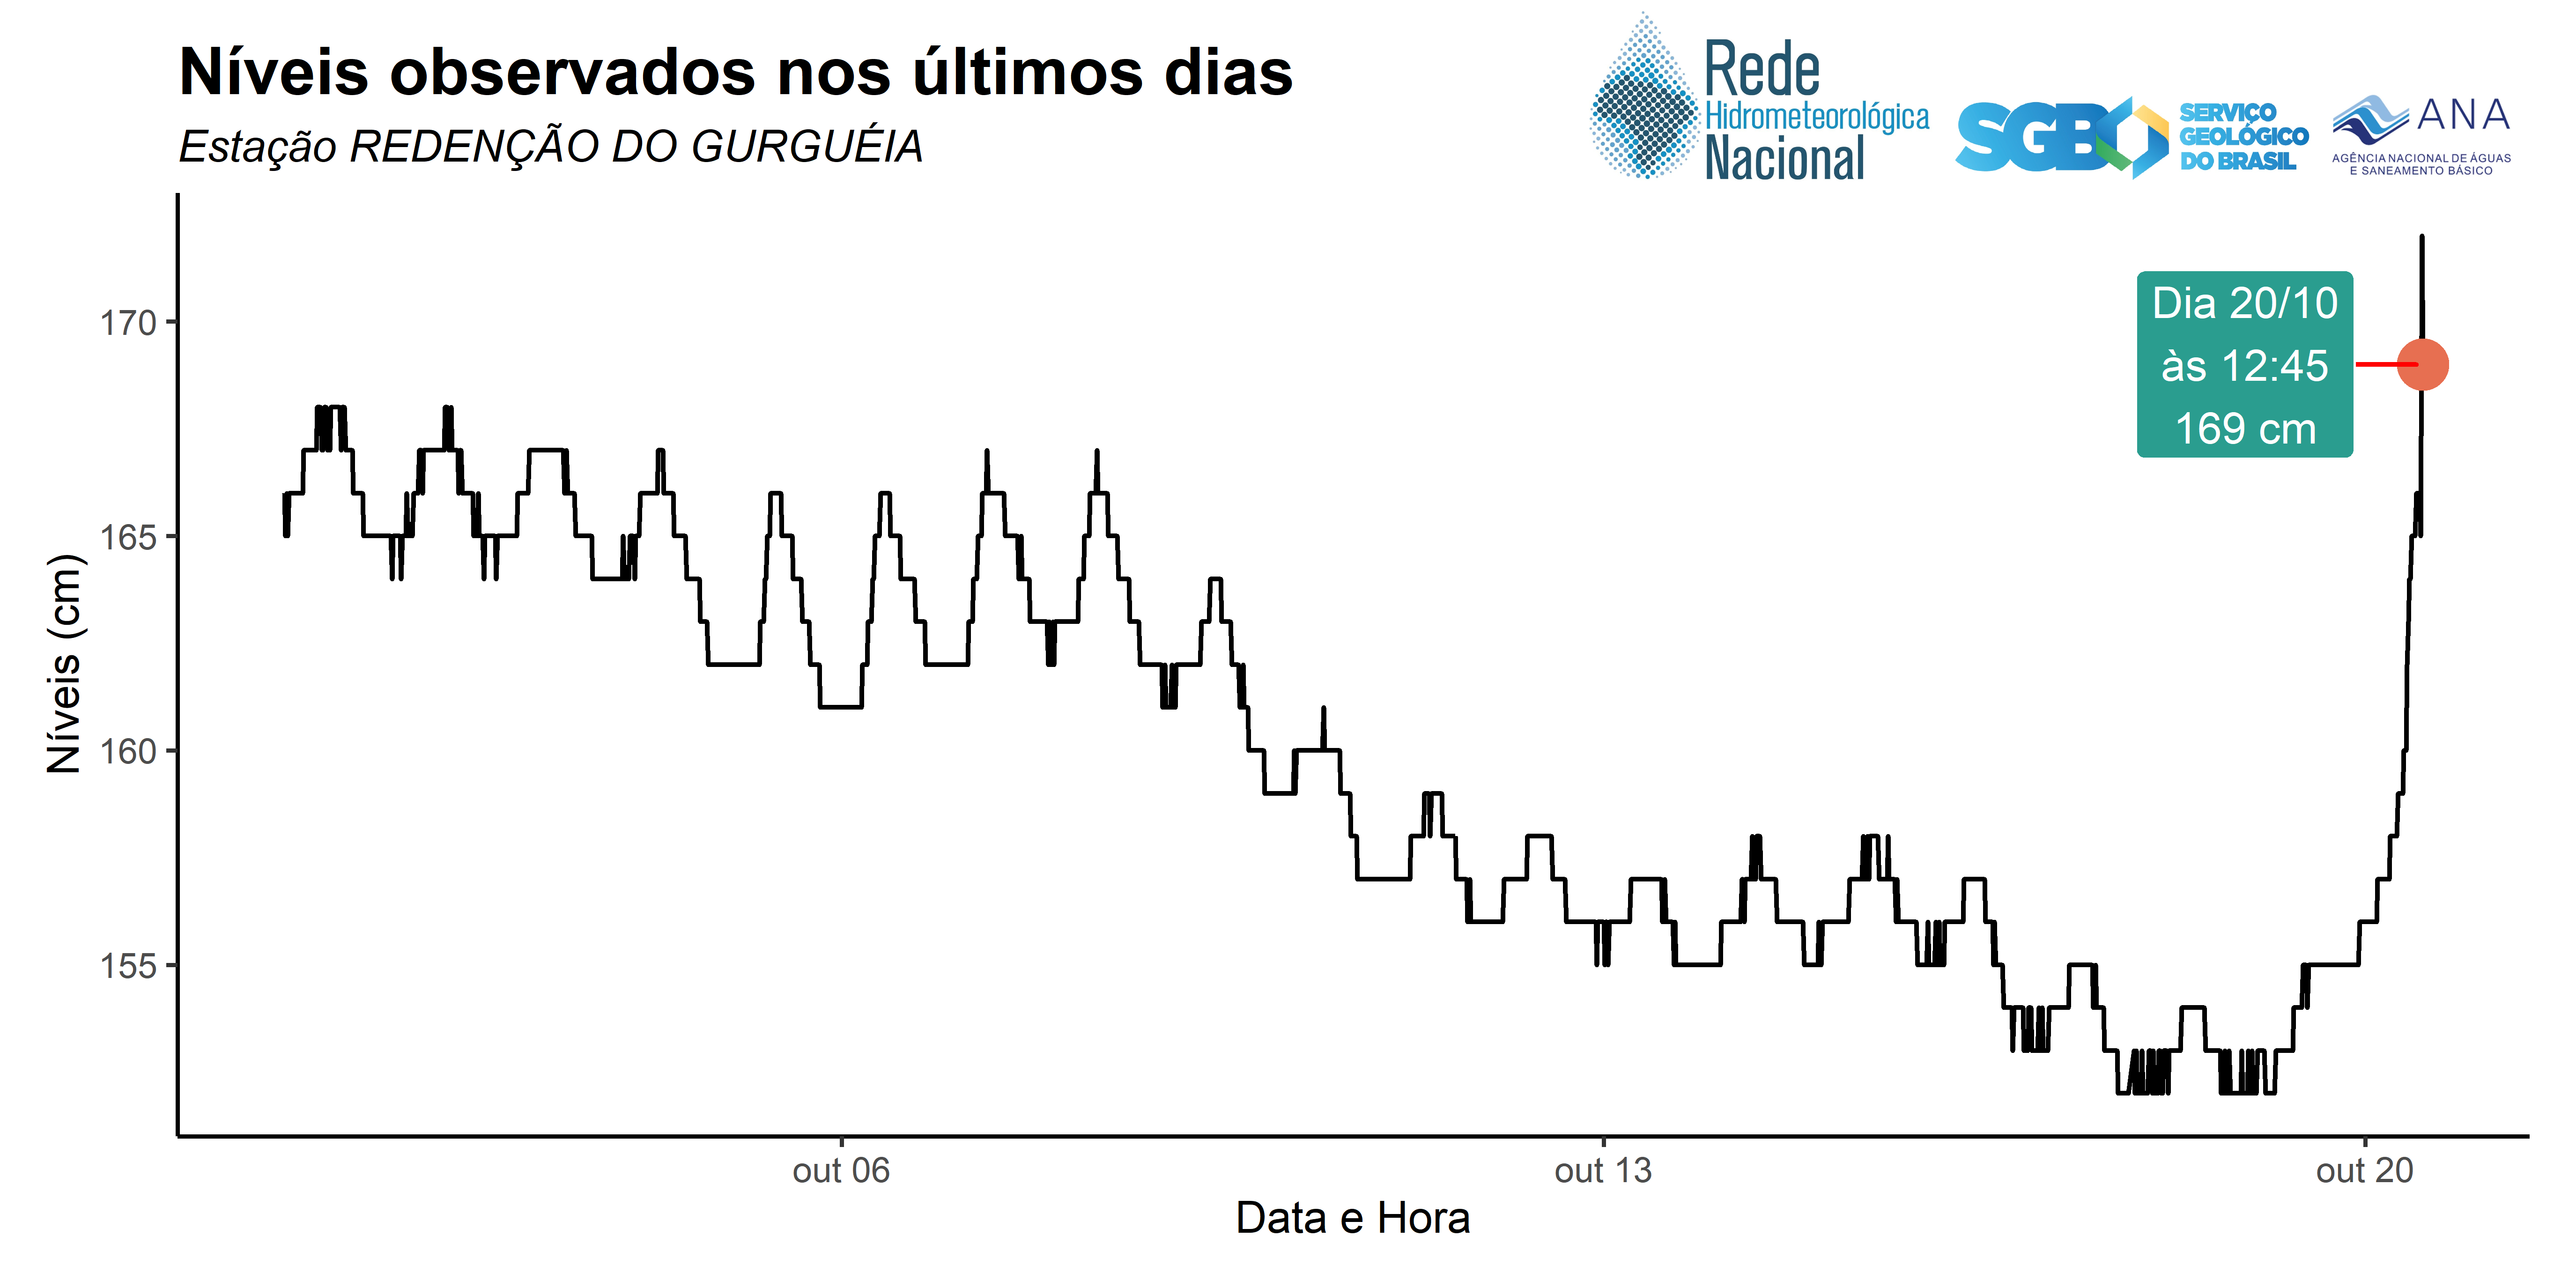 Níveis observados nos últimos dias
Estação REDENÇÃO DO GURGUÉIA
Rede
Hidrometeorológica
Nacional
SGB
SERVIÇO
GEOLÓGICO
DO BRASIL
ANA
AGÊNCIA NACIONAL DE ÁGUAS
E SANEAMENTO BÁSICO
Dia 20/10
às 12:45
169 cm
Níveis (cm)
170
165
160
155
out 06
out 13
out 20
Data e Hora